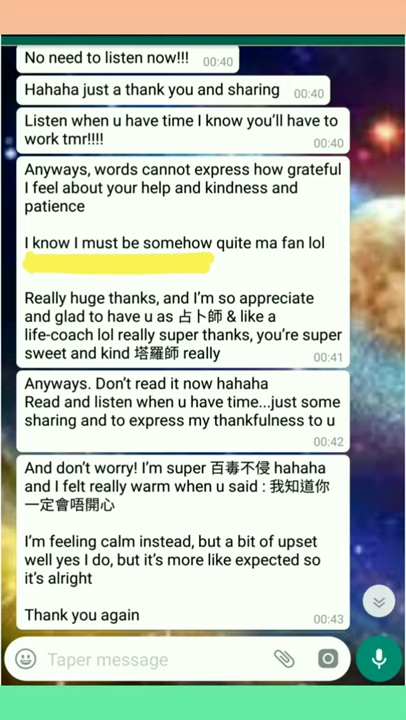 No need to listen now!!! 00:40
Hahaha just a thank you and sharing 00:40
Listen when u have time I know you'll have to
work tmr!!!! 00:40
Anyways, words cannot express how grateful
I feel about your help and kindness and
patience
I know I must be somehow quite ma fan lol
Really huge thanks, and I'm so appreciate
and glad to have u as 占卜師 & like a
life-coach lol really super thanks, you're super
sweet and kind 塔羅師 really 00:41
Anyways. Don't read it now hahaha
Read and listen when u have time...just some
sharing and to express my thankfulness to u
00:42
And don't worry! I'm super 百毒不侵 hahaha
and I felt really warm when u said : 我知道你
一定會唔開心
I'm feeling calm instead, but a bit of upset
well yes I do, but it's more like expected so
it's alright
Thank you again 00:43
Taper message